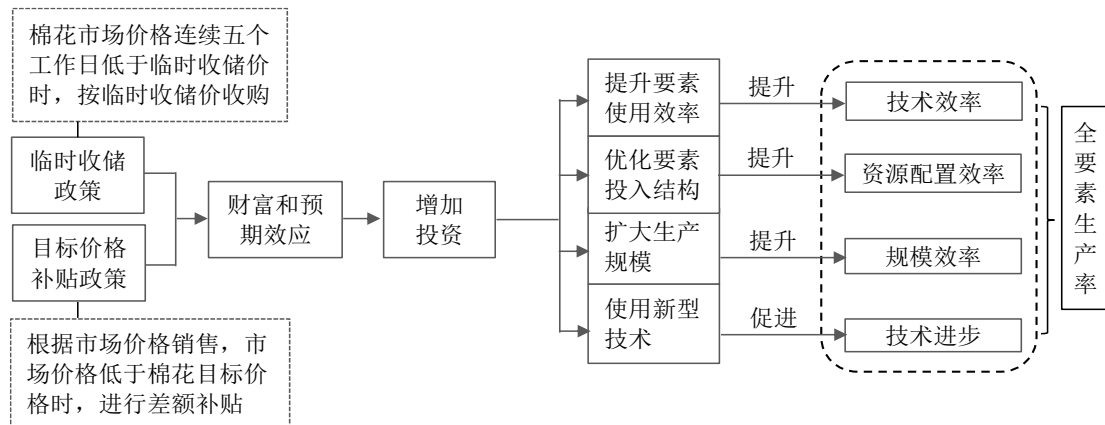 棉花市场价格连续五个
工作日低于临时收储价
时，按临时收储价收购
临时收储
政策
目标价格
补贴政策
根据市场价格销售，市
场价格低于棉花目标价
格时，进行差额补贴
财富和预
期效应
增加
投资
提升要素
使用效率
提升
技术效率
优化要素
投入结构
提升
资源配置效率
扩大生产
规模
提升
规模效率
使用新型
技术
促进
技术进步
全
要
素
生
产
率